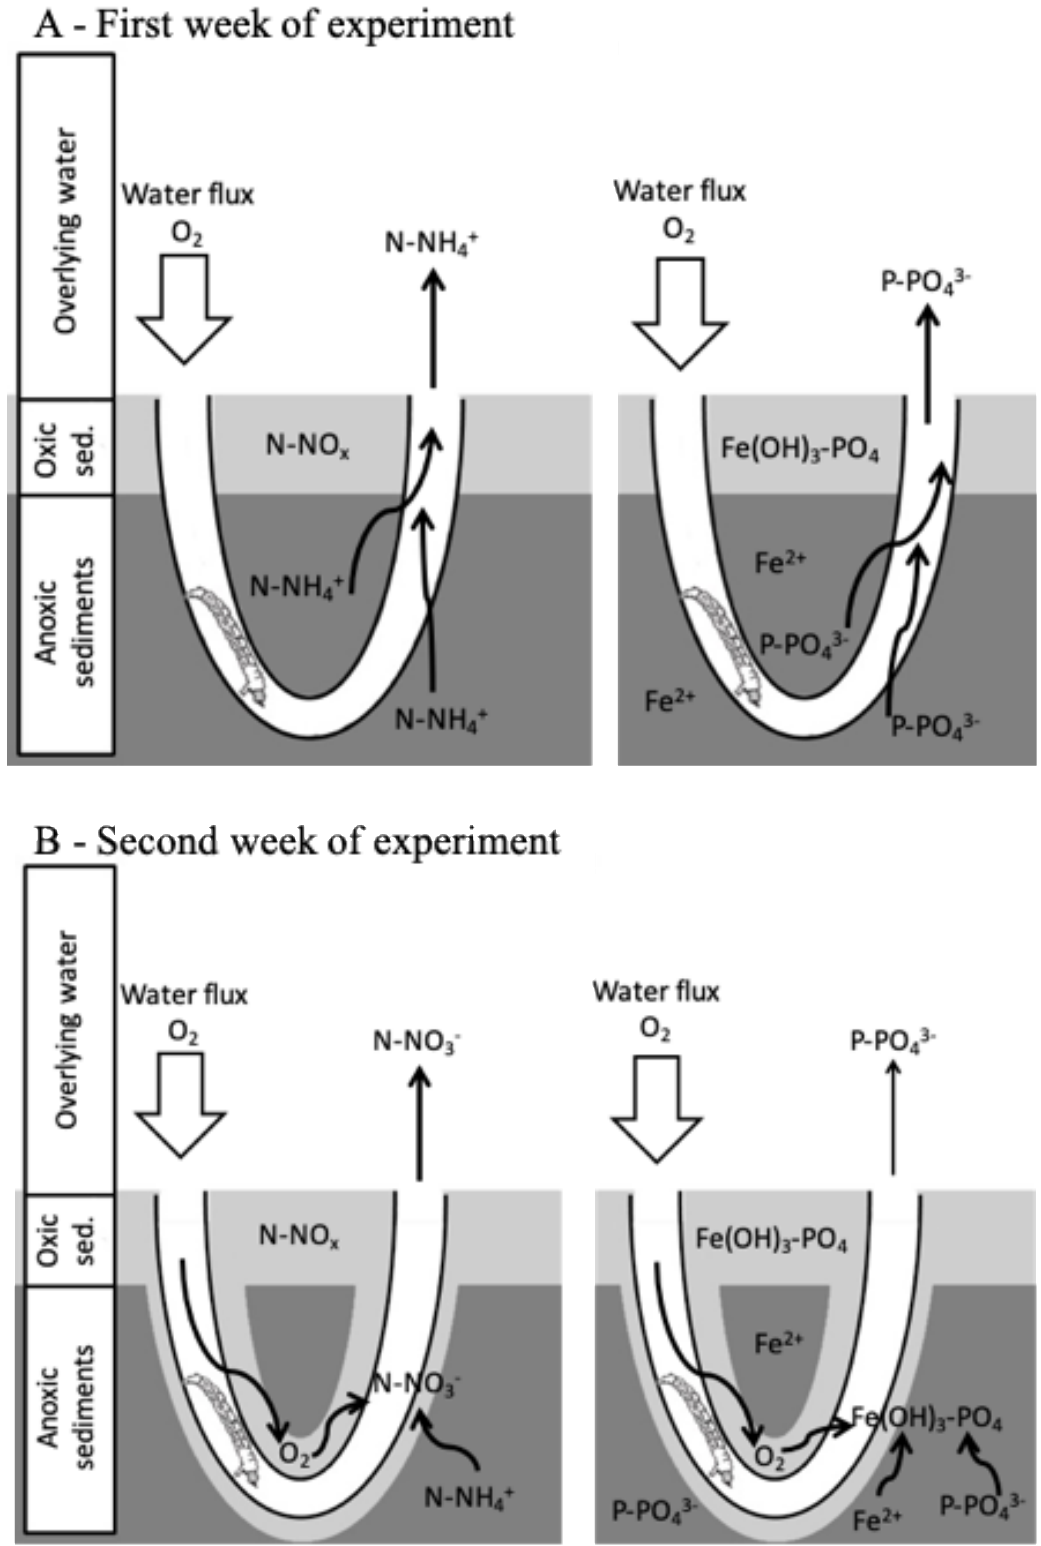 A - First week of experiment
Overlying water
Oxic
sed.
Anoxic
sediments
Water flux
O₂
N-NH₄⁺
N-NOₓ
N-NH₄⁺
N-NH₄⁺
Water flux
O₂
P-PO₄³⁻
Fe(OH)₃-PO₄
Fe²⁺
P-PO₄³⁻
Fe²⁺
P-PO₄³⁻
B - Second week of experiment
Overlying water
Oxic
sed.
Anoxic
sediments
Water flux
O₂
N-NO₃⁻
N-NOₓ
N-NO₃⁻
O₂
N-NH₄⁺
Water flux
O₂
P-PO₄³⁻
Fe(OH)₃-PO₄
Fe²⁺
Fe(OH)₃-PO₄
O₂
P-PO₄³⁻
Fe²⁺
P-PO₄³⁻